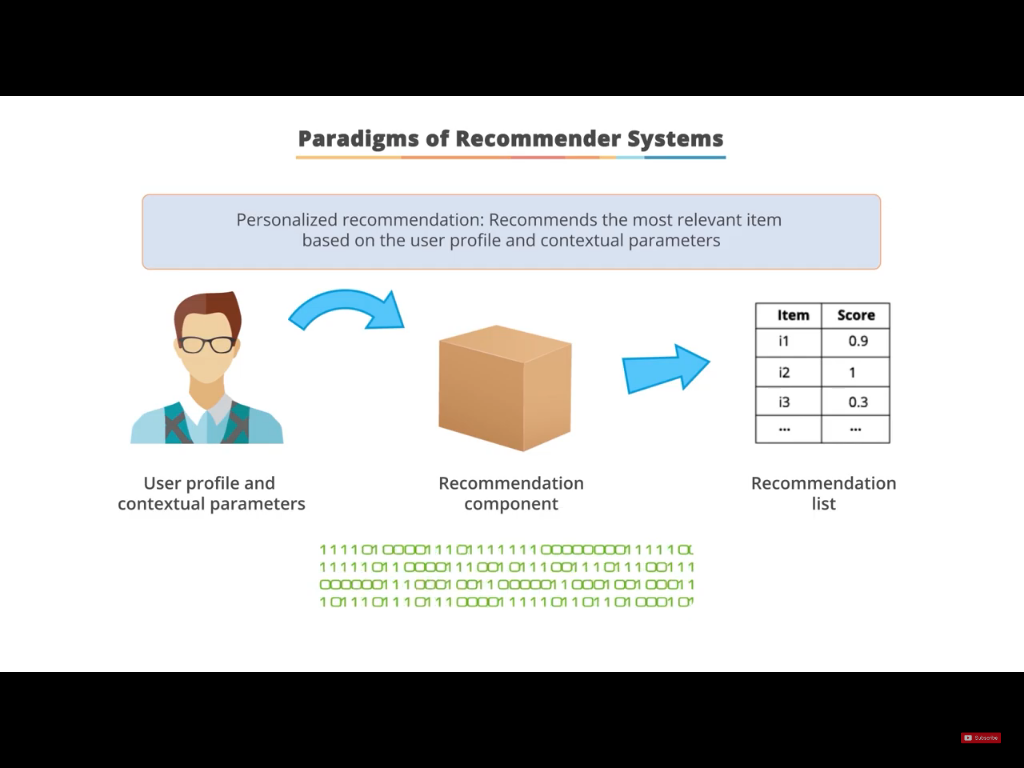 Paradigms of Recommender Systems
Personalized recommendation: Recommends the most relevant item
based on the user profile and contextual parameters
Item Score
i1 0.9
i2 1
i3 0.3
... ...
User profile and
contextual parameters
Recommendation
component
Recommendation
list
Subscribe